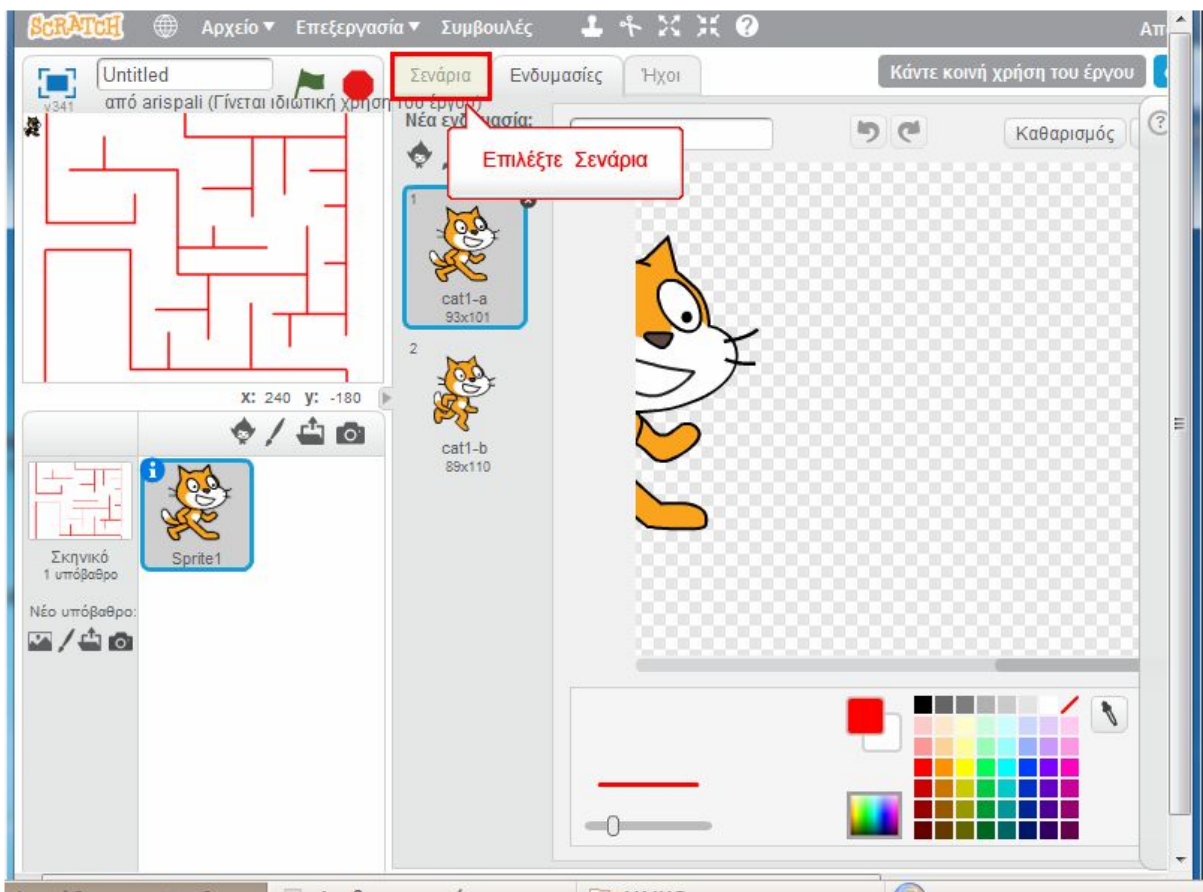 SCRATCH Αρχείο Επεξεργασία Συμβουλές
Untitled
v341
από arispali (Γίνεται ιδιωτική χρήση του έργου)
Σενάρια Ενδυμασίες Ήχοι
Κάντε κοινή χρήση του έργου
Νέα ενδυμασία:
Επιλέξτε Σενάρια
Καθαρισμός
1
cat1-a
93x101
2
cat1-b
89x110
x: 240 y: -180
Σκηνικό
1 υπόβαθρο
Sprite1
Νέο υπόβαθρο: